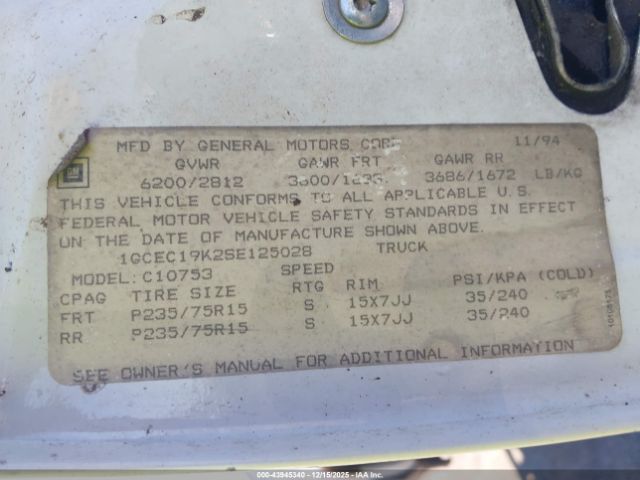 MFD BY GENERAL MOTORS CORP 11/94
GVWR GAWR FRT GAWR RR
6200/2812 3600/1633 3686/1672 LB/KG
THIS VEHICLE CONFORMS TO ALL APPLICABLE U.S.
FEDERAL MOTOR VEHICLE SAFETY STANDARDS IN EFFECT
ON THE DATE OF MANUFACTURE SHOWN ABOVE.
1GCEC19K2SE125028 TRUCK
MODEL: C10753 SPEED
CPAG TIRE SIZE RTG RIM PSI/KPA (COLD)
FRT P235/75R15 S 15X7JJ 35/240
RR P235/75R15 S 15X7JJ 35/240
SEE OWNER'S MANUAL FOR ADDITIONAL INFORMATION
GM
000-43945340 - 12/15/2025 - IAA, Inc.